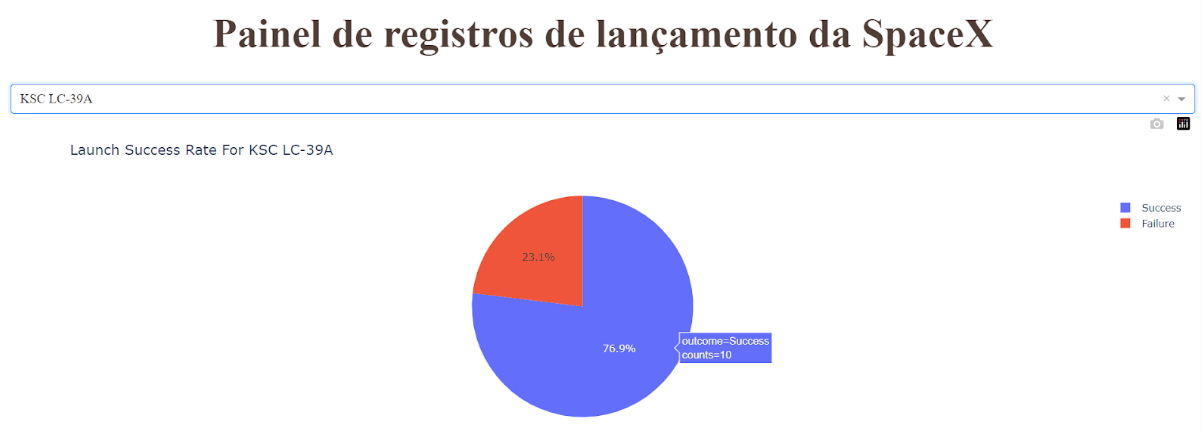 Painel de registros de lançamento da SpaceX
KSC LC-39A
Launch Success Rate For KSC LC-39A
Success
Failure
23.1%
76.9%
outcome=Success
counts=10